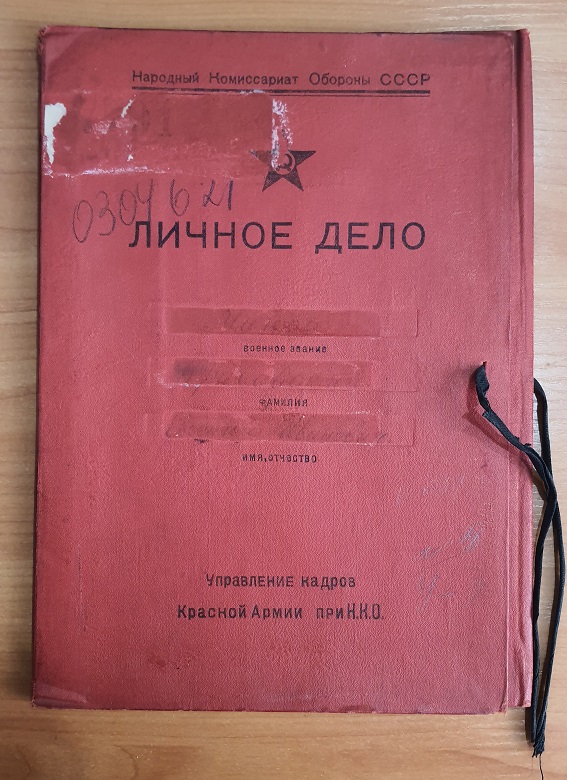 Народный Комиссариат Обороны СССР
0304621
ЛИЧНОЕ ДЕЛО
военное звание
фамилия
имя, отчество
Управление кадров
Красной Армии при Н.К.О.